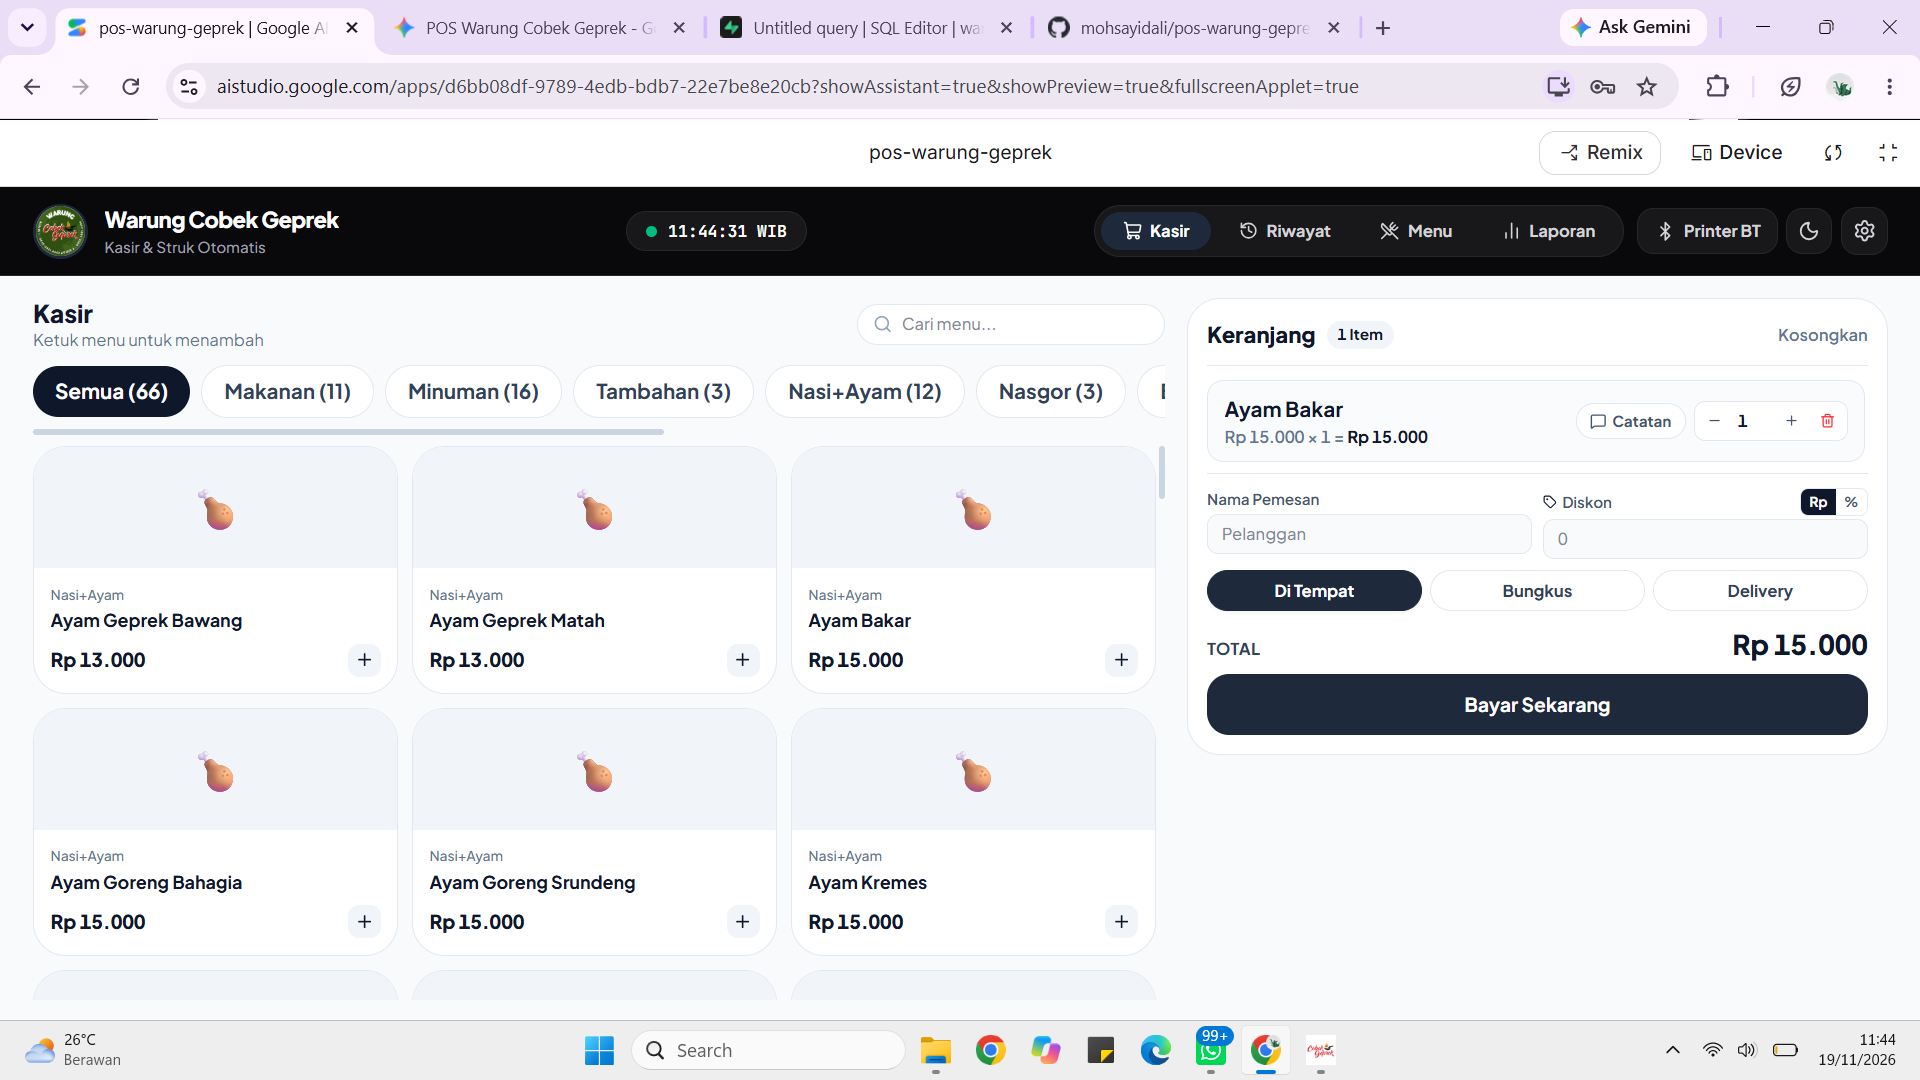 pos-warung-geprek | Google AI
POS Warung Cobek Geprek - G
Untitled query | SQL Editor | wa
mohsayidali/pos-warung-gepre
Ask Gemini
aistudio.google.com/apps/d6bb08df-9789-4edb-bdb7-22e7be8e20cb?showAssistant=true&showPreview=true&fullscreenApplet=true
pos-warung-geprek
Remix
Device
WARUNG
Cobek Geprek
Warung Cobek Geprek
Kasir & Struk Otomatis
11:44:31 WIB
Kasir
Riwayat
Menu
Laporan
Printer BT
Kasir
Ketuk menu untuk menambah
Cari menu...
Semua (66)
Makanan (11)
Minuman (16)
Tambahan (3)
Nasi+Ayam (12)
Nasgor (3)
Nasi+Ayam
Ayam Geprek Bawang
Rp 13.000
+
Nasi+Ayam
Ayam Geprek Matah
Rp 13.000
+
Nasi+Ayam
Ayam Bakar
Rp 15.000
+
Nasi+Ayam
Ayam Goreng Bahagia
Rp 15.000
+
Nasi+Ayam
Ayam Goreng Srundeng
Rp 15.000
+
Nasi+Ayam
Ayam Kremes
Rp 15.000
+
Keranjang
1 Item
Kosongkan
Ayam Bakar
Rp 15.000 × 1 = Rp 15.000
Catatan
− 1 +
Nama Pemesan
Pelanggan
Diskon
Rp %
0
Di Tempat
Bungkus
Delivery
TOTAL
Rp 15.000
Bayar Sekarang
26°C
Berawan
Search
99+
Cobek Geprek
11:44
19/11/2026